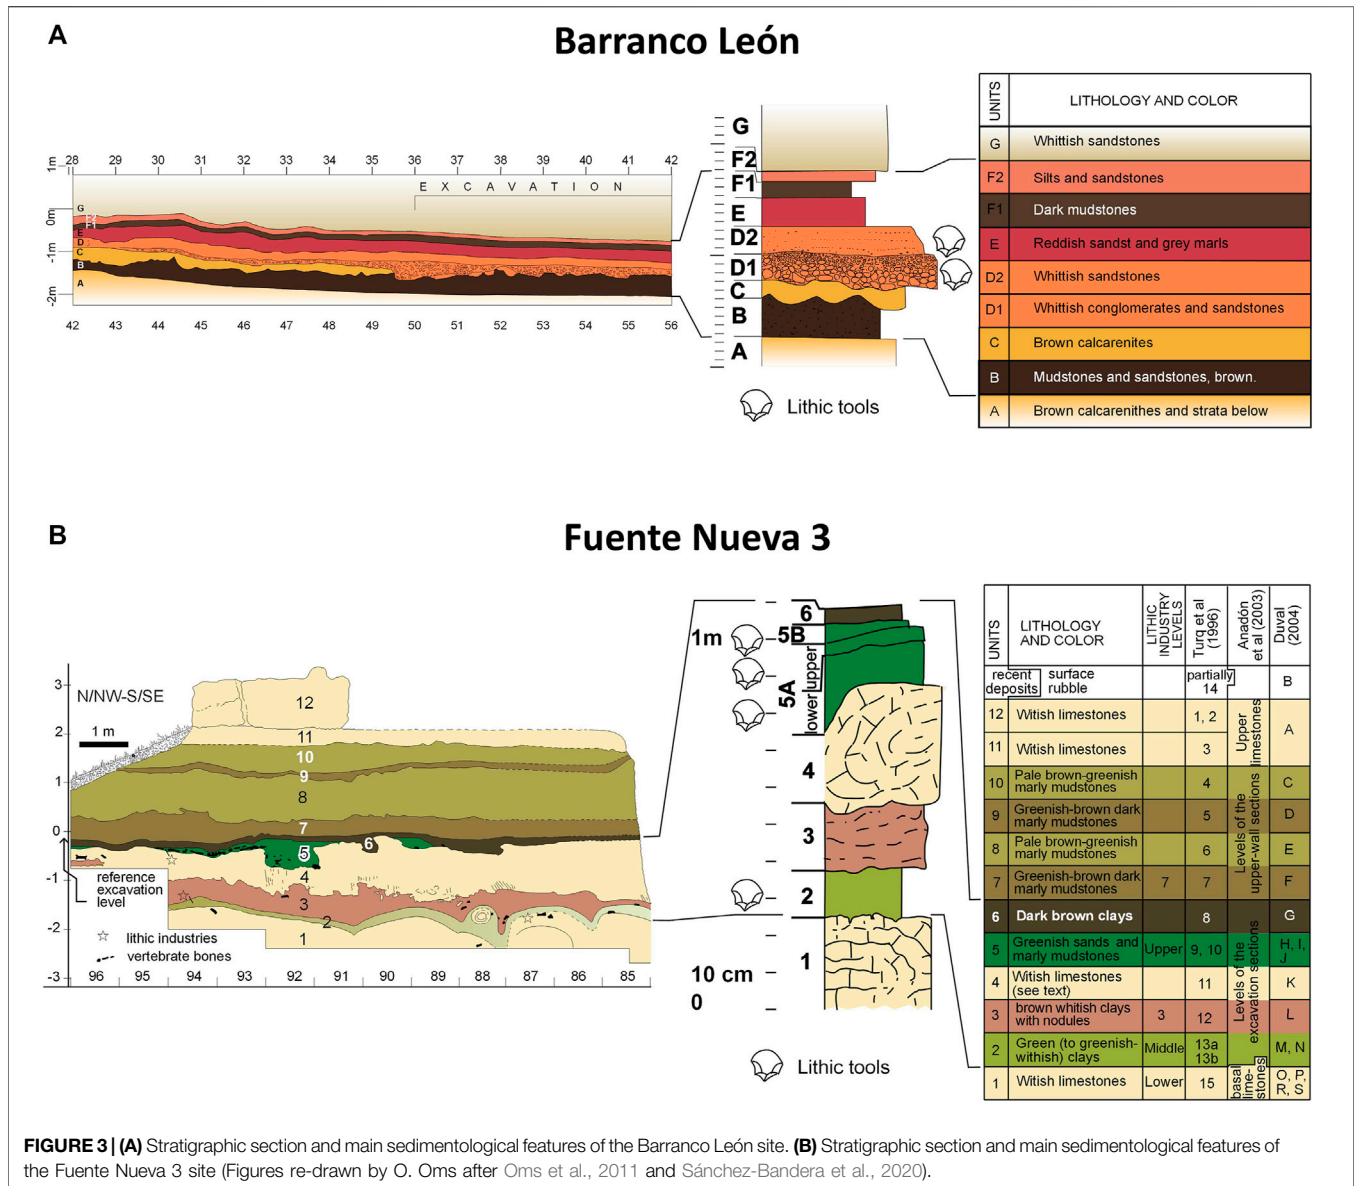 A
Barranco León
28 29 30 31 32 33 34 35 36 37 38 39 40 41 42
1m
0m
-1m
-2m
EXCAVATION
G
F2
F1
E
D
C
B
A
42 43 44 45 46 47 48 49 50 51 52 53 54 55 56
G
F2
F1
E
D2
D1
C
B
A
Lithic tools
UNITS LITHOLOGY AND COLOR
G Whittish sandstones
F2 Silts and sandstones
F1 Dark mudstones
E Reddish sandst and grey marls
D2 Whittish sandstones
D1 Whittish conglomerates and sandstones
C Brown calcarenites
B Mudstones and sandstones, brown.
A Brown calcarenithes and strata below
B
Fuente Nueva 3
N/NW-S/SE
1 m
3
2
1
0
-1
-2
-3
12
11
10
9
8
7
6
5
4
3
2
1
reference
excavation
level
lithic industries
vertebrate bones
96 95 94 93 92 91 90 89 88 87 86 85
1m
10 cm
0
6
5B
5A
upper
lower
4
3
2
1
Lithic tools
UNITS
LITHOLOGY
AND COLOR
LITHIC
INDUSTRY
LEVELS
Turq et al
(1996)
Anadón
et al (2003)
Duval
(2004)
recent
deposits
surface
rubble
partially
14
B
12 Witish limestones 1, 2
11 Witish limestones 3
Upper
limestones
A
10 Pale brown-greenish
marly mudstones 4 C
9 Greenish-brown dark
marly mudstones 5 D
8 Pale brown-greenish
marly mudstones 6 E
7 Greenish-brown dark
marly mudstones 7 7 F
Levels of the
upper-wall sections
6 Dark brown clays 8 G
5 Greenish sands and
marly mudstones Upper 9, 10 H, I,
J
4 Witish limestones
(see text) 11 K
3 brown whitish clays
with nodules 3 12 L
2 Green (to greenish-
withish) clays Middle 13a
13b M, N
Levels of the
excavation sections
1 Witish limestones Lower 15 O, P,
R, S
basal
lime-
stones
FIGURE 3 | (A) Stratigraphic section and main sedimentological features of the Barranco León site. (B) Stratigraphic section and main sedimentological features of
the Fuente Nueva 3 site (Figures re-drawn by O. Oms after Oms et al., 2011 and Sánchez-Bandera et al., 2020).